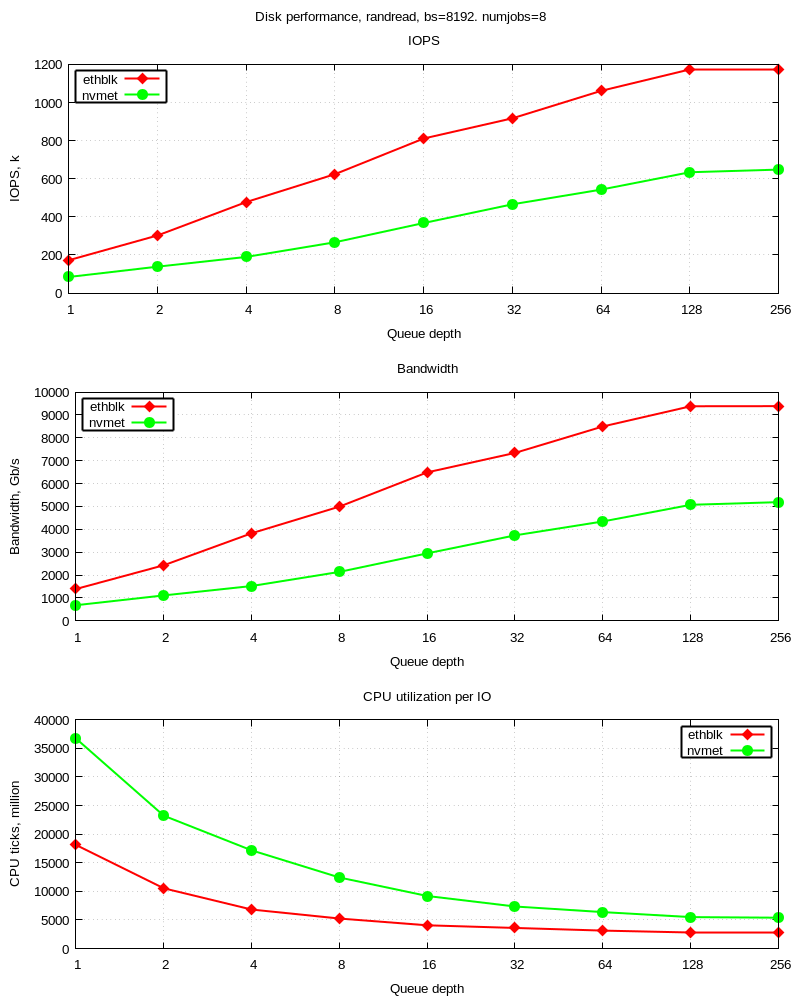 Disk performance, randread, bs=8192. numjobs=8
IOPS
1200
1000
800
600
400
200
0
IOPS, k
ethblk
nvmet
1 2 4 8 16 32 64 128 256
Queue depth
Bandwidth
10000
9000
8000
7000
6000
5000
4000
3000
2000
1000
0
Bandwidth, Gb/s
ethblk
nvmet
1 2 4 8 16 32 64 128 256
Queue depth
CPU utilization per IO
40000
35000
30000
25000
20000
15000
10000
5000
0
CPU ticks, million
ethblk
nvmet
1 2 4 8 16 32 64 128 256
Queue depth